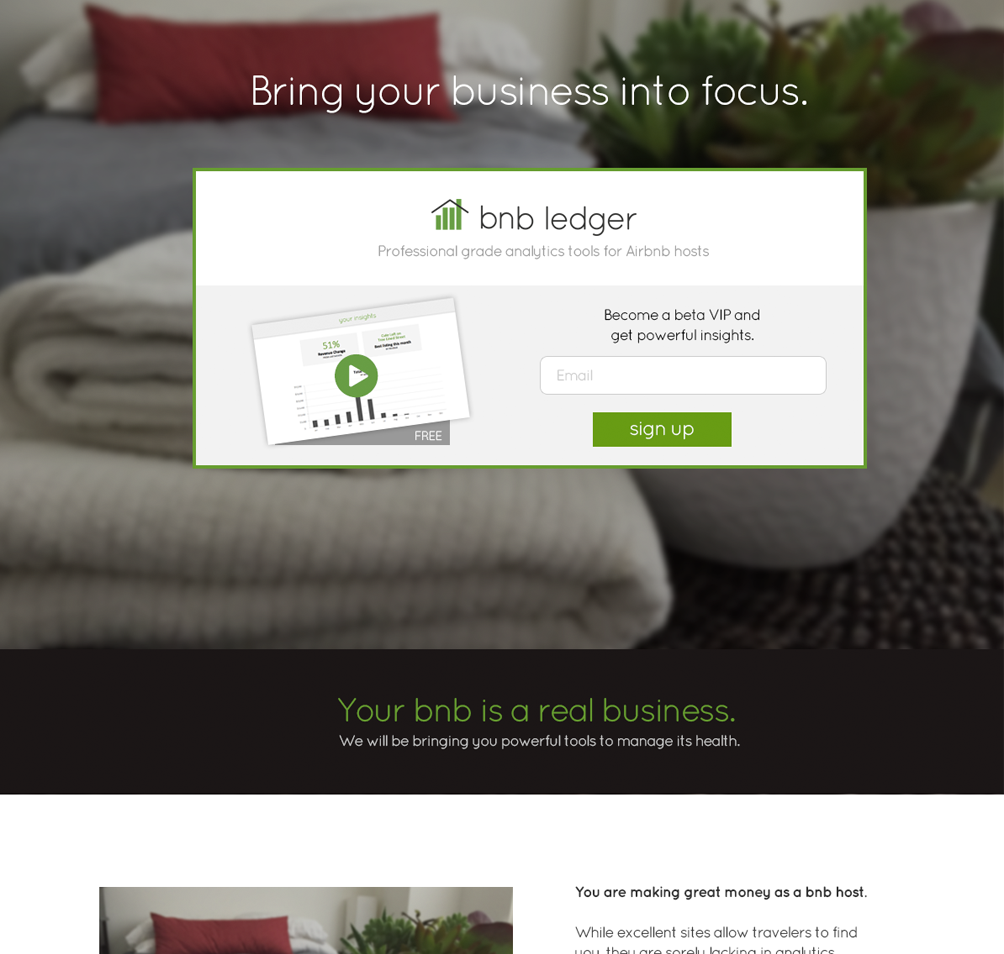 Bring your business into focus.
bnb ledger
Professional grade analytics tools for Airbnb hosts
your insights
51%
Revenue Change
Become a beta VIP and
get powerful insights.
Email
FREE
sign up
Your bnb is a real business.
We will be bringing you powerful tools to manage its health.
You are making great money as a bnb host.
While excellent sites allow travelers to find
you, they are sorely lacking in analytics